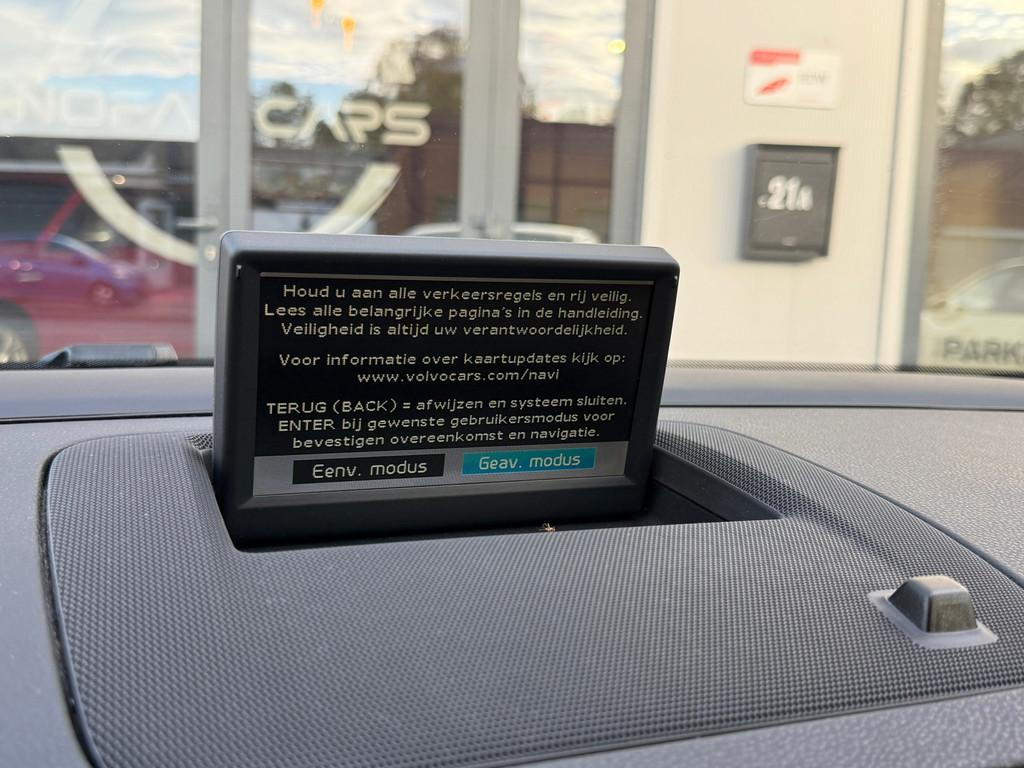 NOFA CARS
-21A
PARK
Houd u aan alle verkeersregels en rij veilig.
Lees alle belangrijke pagina's in de handleiding.
Veiligheid is altijd uw verantwoordelijkheid.
Voor informatie over kaartupdates kijk op:
www.volvocars.com/navi
TERUG (BACK) = afwijzen en systeem sluiten.
ENTER bij gewenste gebruikersmodus voor
bevestigen overeenkomst en navigatie.
Eenv. modus
Geav. modus